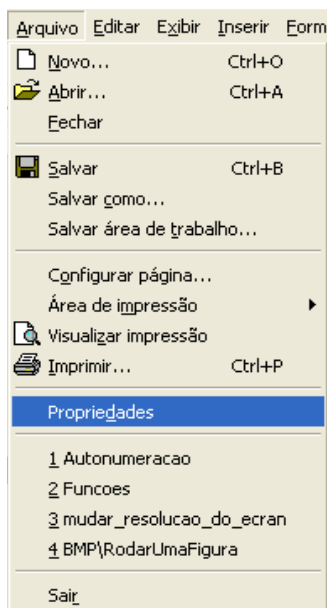 Arquivo Editar Exibir Inserir Form
Novo... Ctrl+O
Abrir... Ctrl+A
Fechar
Salvar Ctrl+B
Salvar como...
Salvar área de trabalho...
Configurar página...
Área de impressão
Visualizar impressão
Imprimir... Ctrl+P
Propriedades
1 Autonumeracao
2 Funcoes
3 mudar_resolucao_do_ecran
4 BMP\RodarUmaFigura
Sair